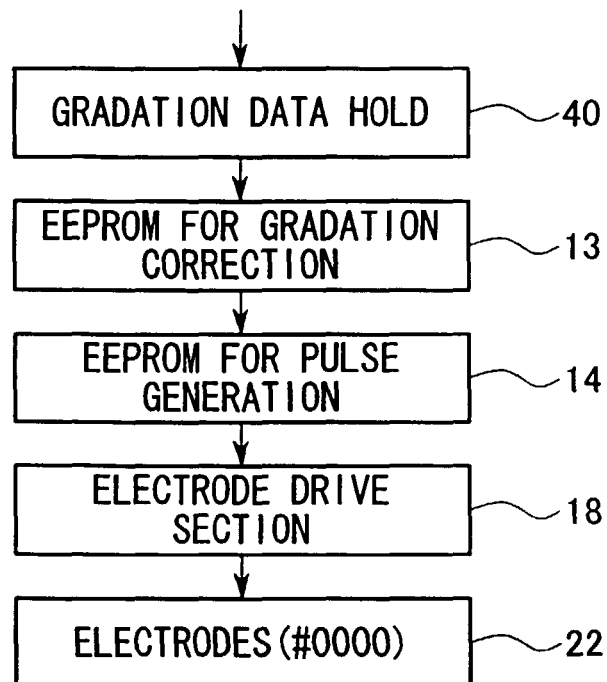 GRADATION DATA HOLD
40
EEPROM FOR GRADATION
CORRECTION
13
EEPROM FOR PULSE
GENERATION
14
ELECTRODE DRIVE
SECTION
18
ELECTRODES(#0000)
22